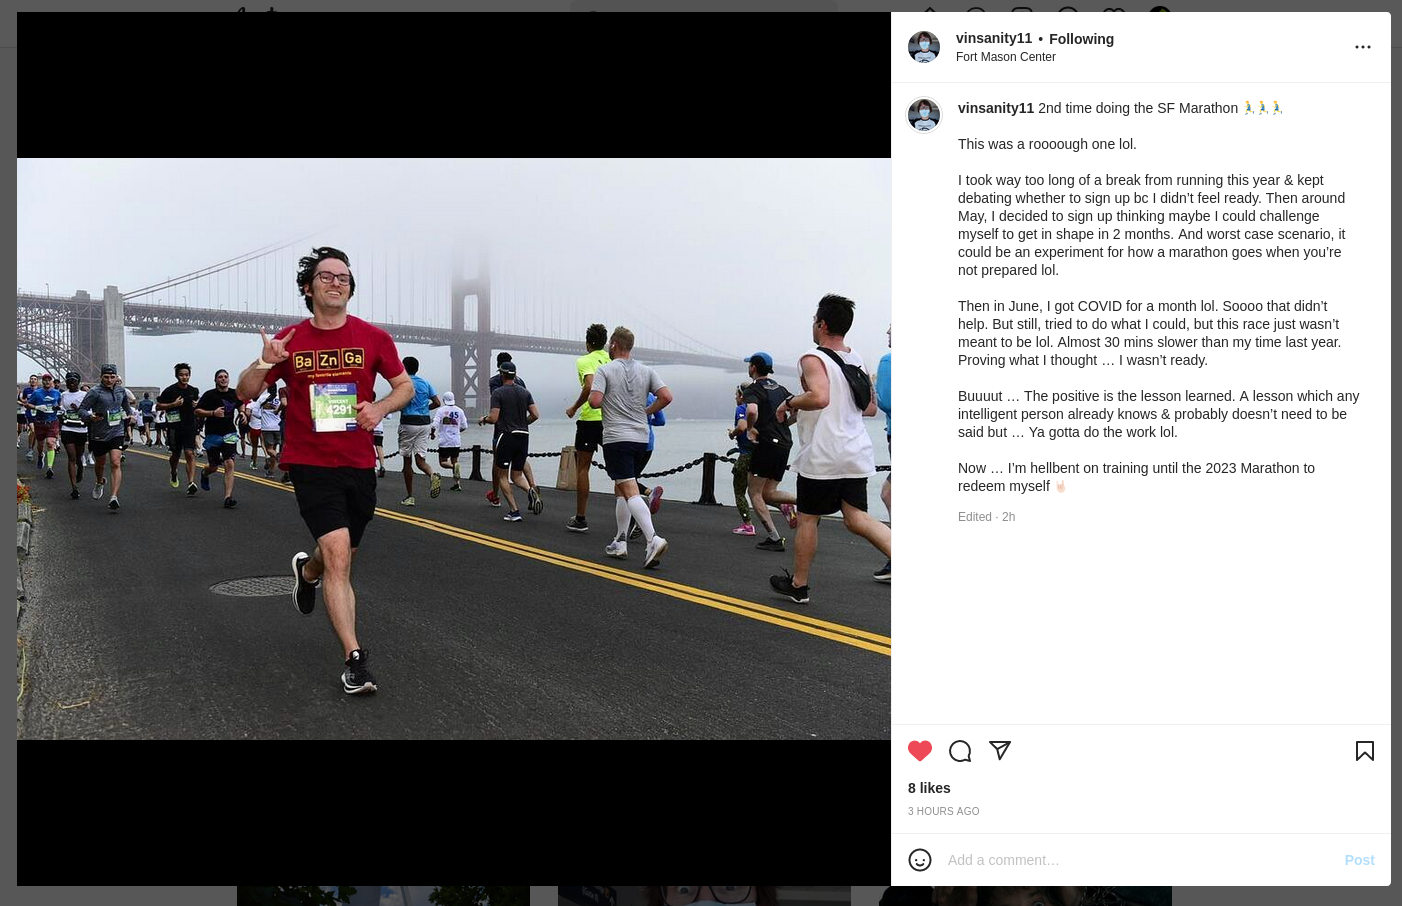 vinsanity11 • Following
Fort Mason Center
vinsanity11 2nd time doing the SF Marathon 🏃‍♂️🏃‍♂️🏃‍♂️
This was a roooough one lol.
I took way too long of a break from running this year & kept
debating whether to sign up bc I didn’t feel ready. Then around
May, I decided to sign up thinking maybe I could challenge
myself to get in shape in 2 months. And worst case scenario, it
could be an experiment for how a marathon goes when you’re
not prepared lol.
Then in June, I got COVID for a month lol. Soooo that didn’t
help. But still, tried to do what I could, but this race just wasn’t
meant to be lol. Almost 30 mins slower than my time last year.
Proving what I thought … I wasn’t ready.
Buuuut … The positive is the lesson learned. A lesson which any
intelligent person already knows & probably doesn’t need to be
said but … Ya gotta do the work lol.
Now … I’m hellbent on training until the 2023 Marathon to
redeem myself 🤘🏻
Edited · 2h
8 likes
3 HOURS AGO
Add a comment…
Post
Ba Zn Ga
my favorite elements
VINCENT
4291
45